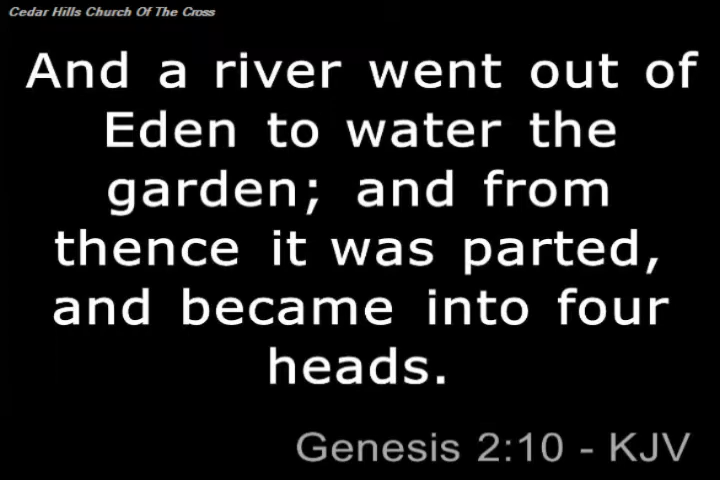 Cedar Hills Church Of The Cross
And a river went out of
Eden to water the
garden; and from
thence it was parted,
and became into four
heads.
Genesis 2:10 - KJV